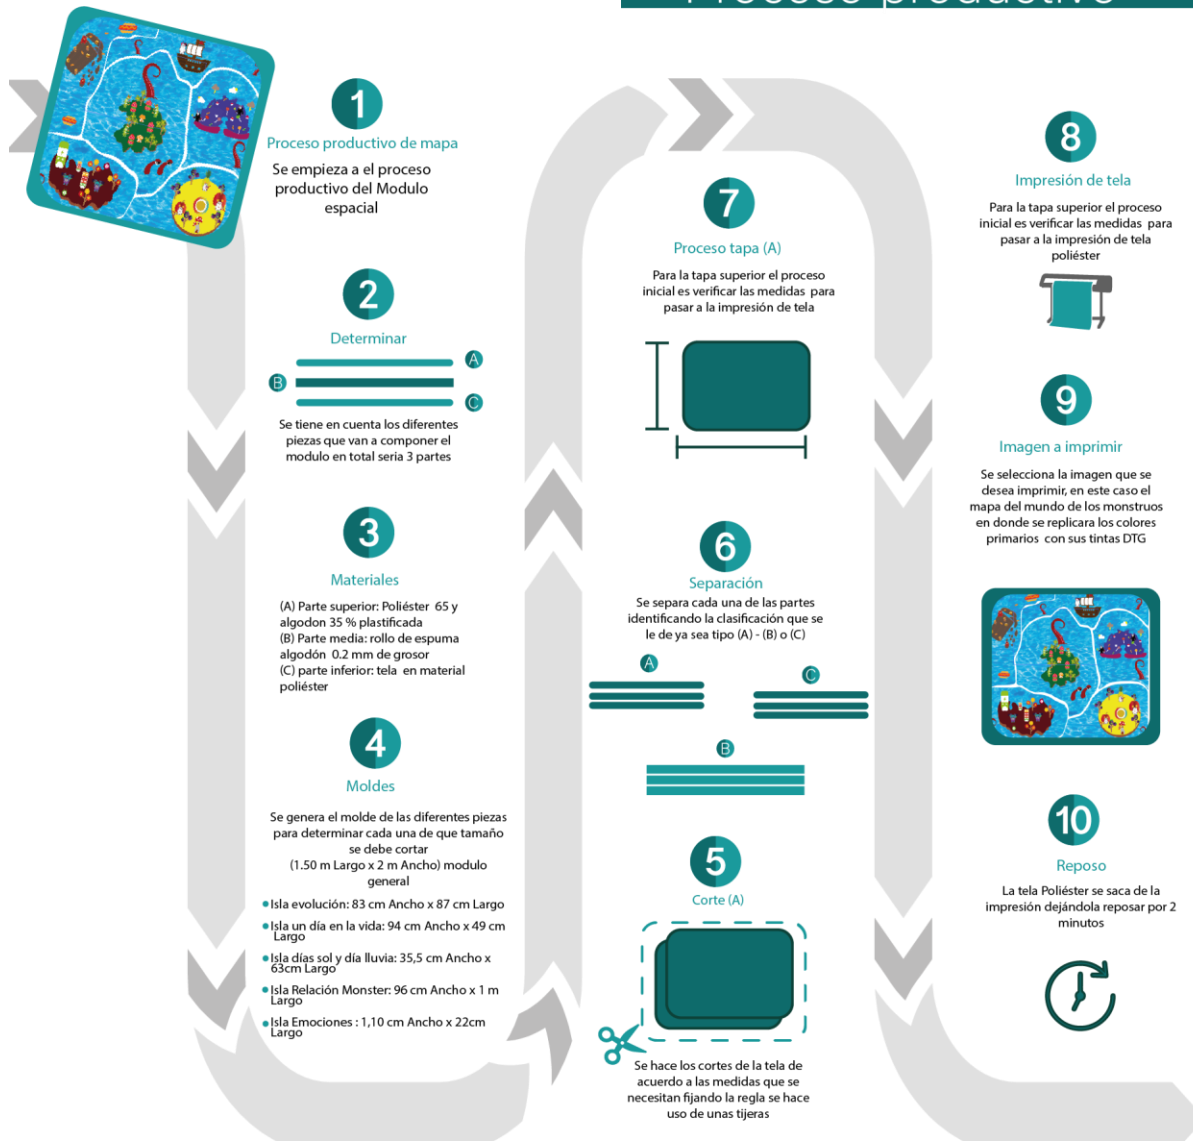 Proceso productivo
1
Proceso productivo de mapa
Se empieza a el proceso
productivo del Modulo
espacial
2
Determinar
A
B
C
Se tiene en cuenta los diferentes
piezas que van a componer el
modulo en total seria 3 partes
3
Materiales
(A) Parte superior: Poliéster 65 y
algodon 35 % plastificada
(B) Parte media: rollo de espuma
algodón 0.2 mm de grosor
(C) parte inferior: tela en material
poliéster
4
Moldes
Se genera el molde de las diferentes piezas
para determinar cada una de que tamaño
se debe cortar
(1.50 m Largo x 2 m Ancho) modulo
general
Isla evolución: 83 cm Ancho x 87 cm Largo
Isla un día en la vida: 94 cm Ancho x 49 cm
Largo
Isla días sol y día lluvia: 35,5 cm Ancho x
63cm Largo
Isla Relación Monster: 96 cm Ancho x 1 m
Largo
Isla Emociones : 1,10 cm Ancho x 22cm
Largo
5
Corte (A)
Se hace los cortes de la tela de
acuerdo a las medidas que se
necesitan fijando la regla se hace
uso de unas tijeras
6
Separación
Se separa cada una de las partes
identificando la clasificación que se
le de ya sea tipo (A) - (B) o (C)
A
C
B
7
Proceso tapa (A)
Para la tapa superior el proceso
inicial es verificar las medidas para
pasar a la impresión de tela
8
Impresión de tela
Para la tapa superior el proceso
inicial es verificar las medidas para
pasar a la impresión de tela
poliéster
9
Imagen a imprimir
Se selecciona la imagen que se
desea imprimir, en este caso el
mapa del mundo de los monstruos
en donde se replicara los colores
primarios con sus tintas DTG
10
Reposo
La tela Poliéster se saca de la
impresión dejándola reposar por 2
minutos